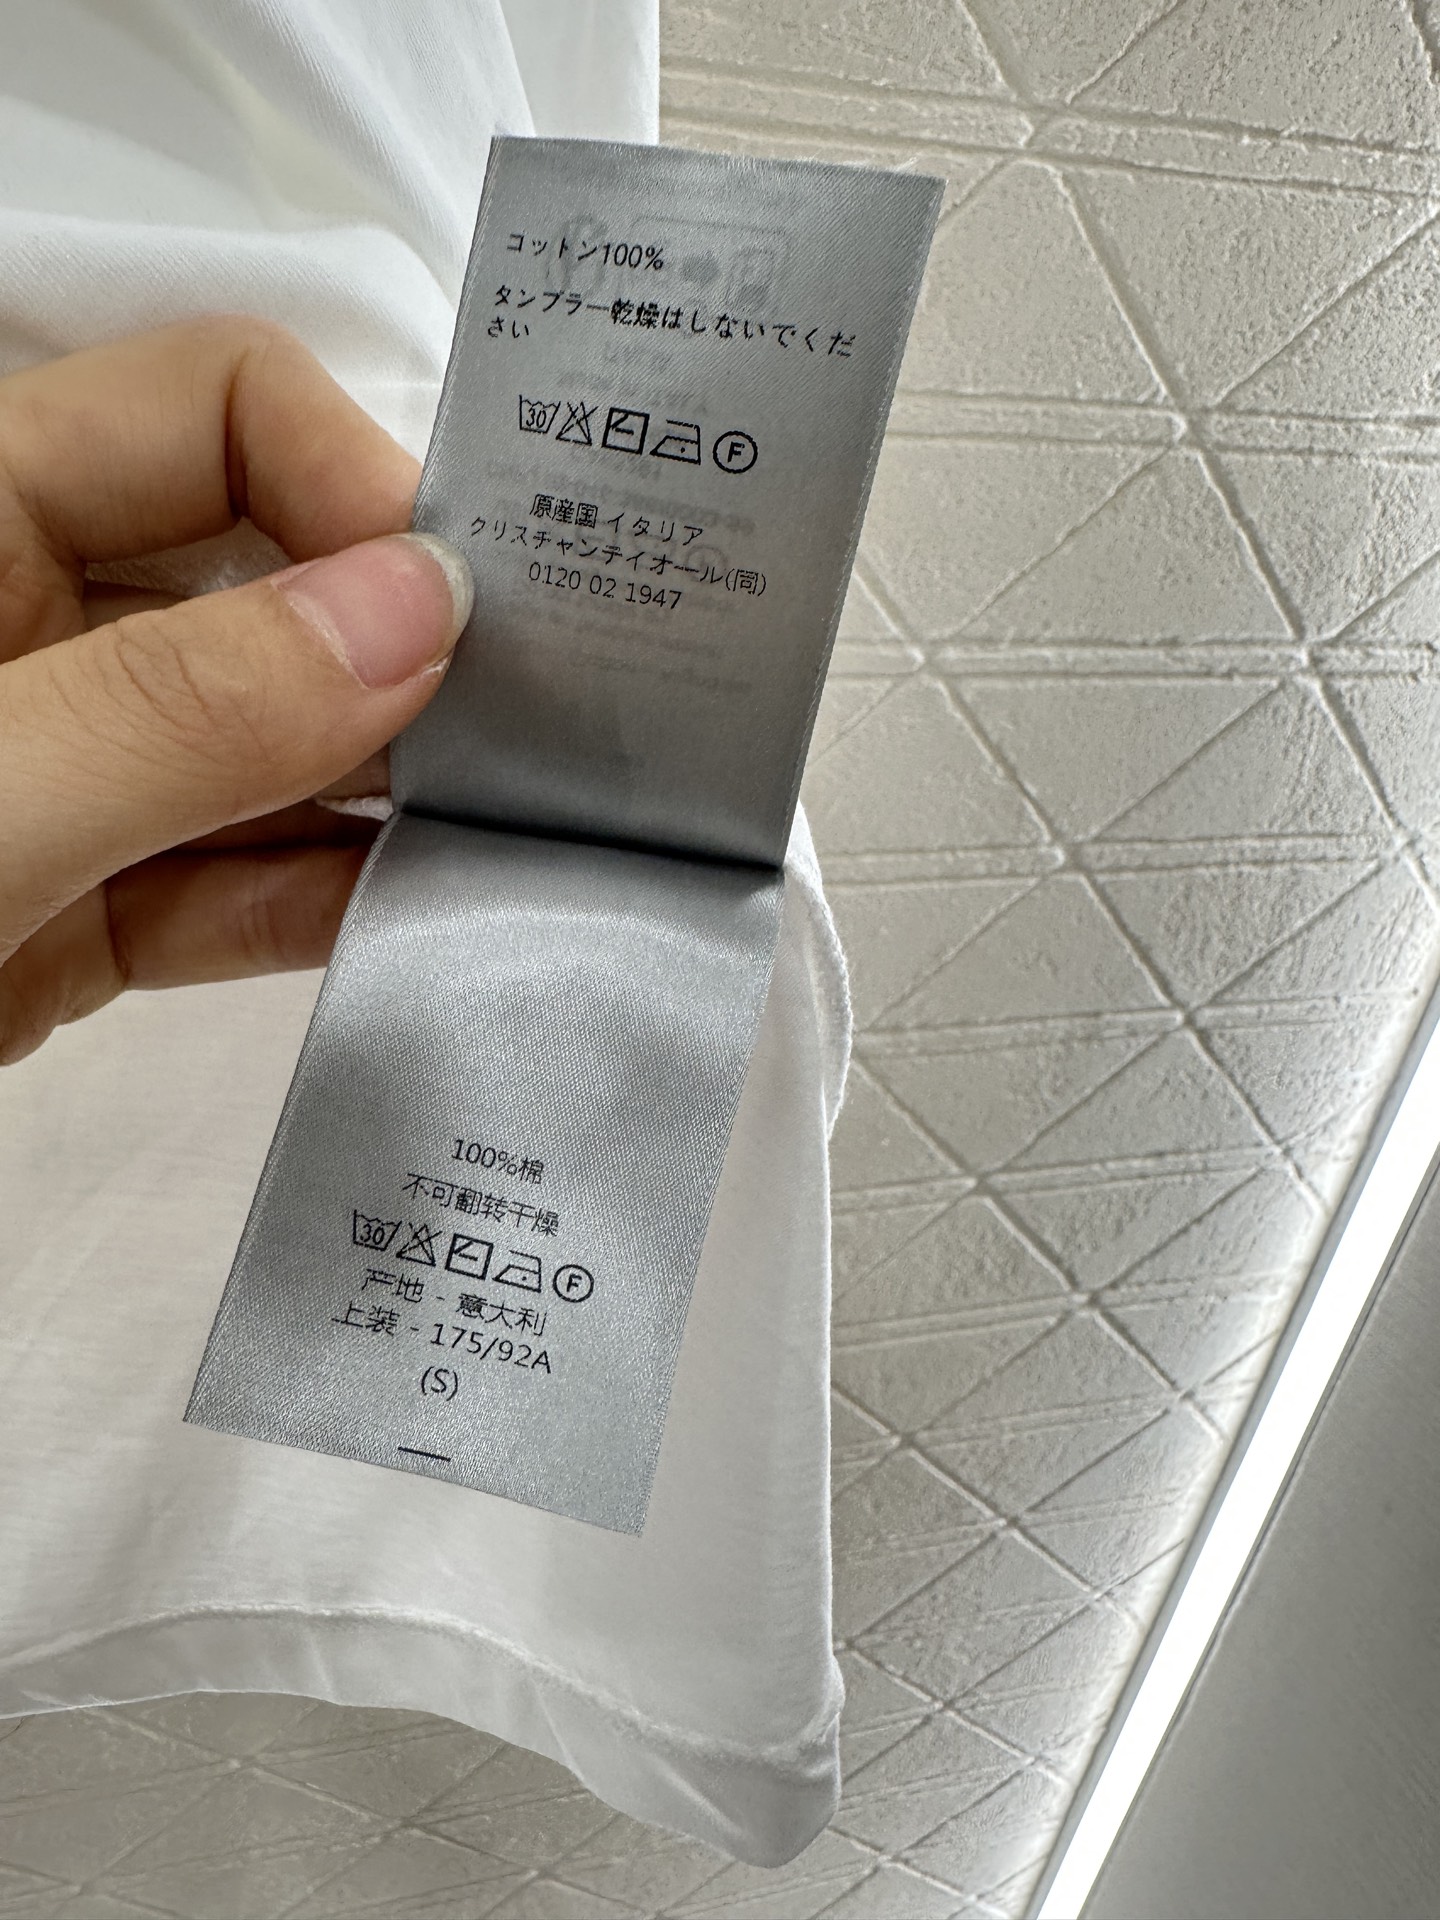 コットン100%
タンブラー乾燥はしないでくだ
さい
30
F
原産国 イタリア
クリスチャンディオール(同)
0120 02 1947
100%棉
不可翻转干燥
30
F
产地 - 意大利
上装 - 175/92A
(S)